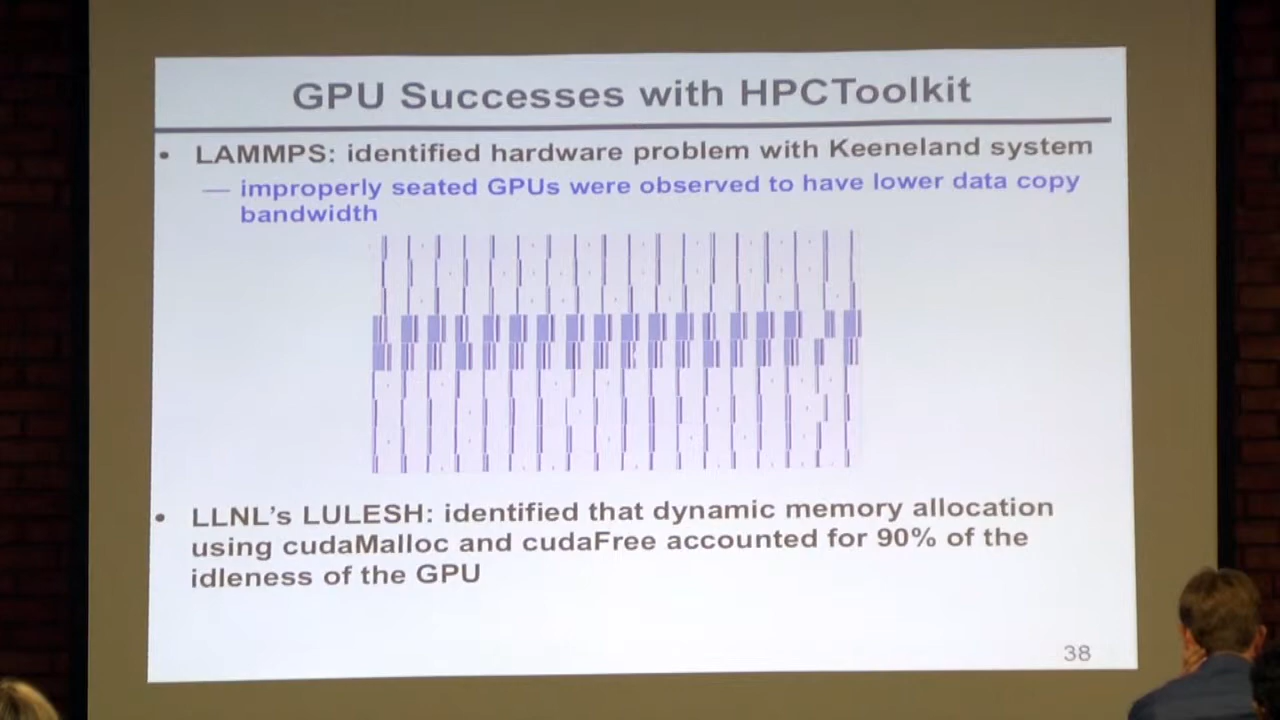 GPU Successes with HPCToolkit
• LAMMPS: identified hardware problem with Keeneland system
— improperly seated GPUs were observed to have lower data copy
bandwidth
• LLNL's LULESH: identified that dynamic memory allocation
using cudaMalloc and cudaFree accounted for 90% of the
idleness of the GPU
38